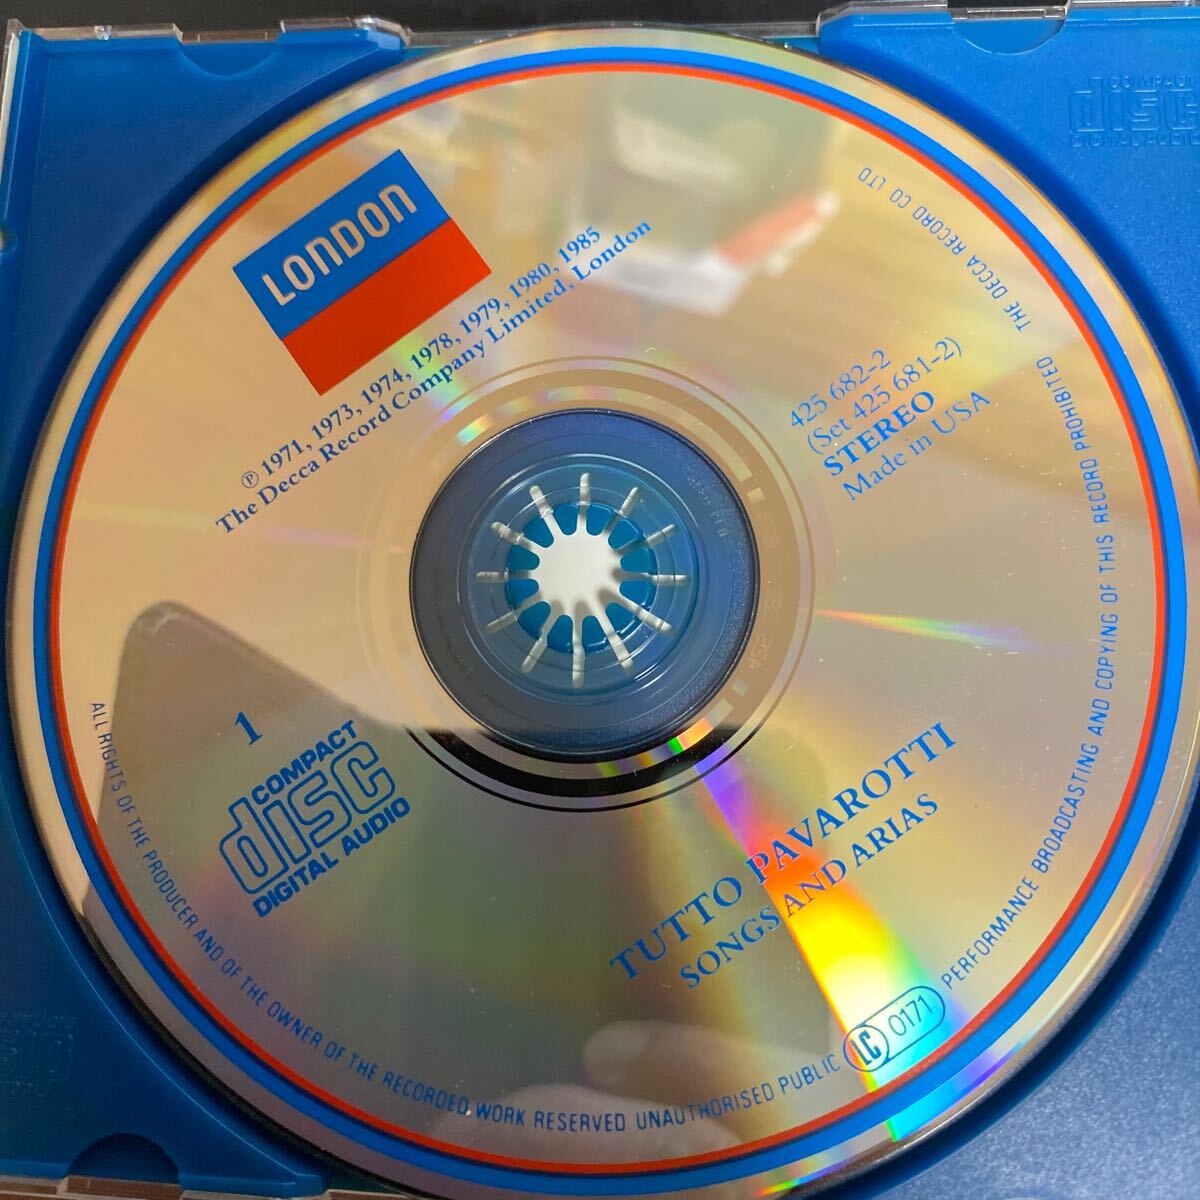 LONDON
℗ 1971, 1973, 1974, 1978, 1979, 1980, 1985
The Decca Record Company Limited, London
425 682-2
(Set 425 681-2)
STEREO
Made in USA
1
COMPACT
disc
DIGITAL AUDIO
TUTTO PAVAROTTI
SONGS AND ARIAS
LC 0171
ALL RIGHTS OF THE PRODUCER AND OF THE OWNER OF THE RECORDED WORK RESERVED UNAUTHORISED PUBLIC PERFORMANCE BROADCASTING AND COPYING OF THIS RECORD PROHIBITED THE DECCA RECORD CO LTD
COMPACT
disc
DIGITAL AUDIO